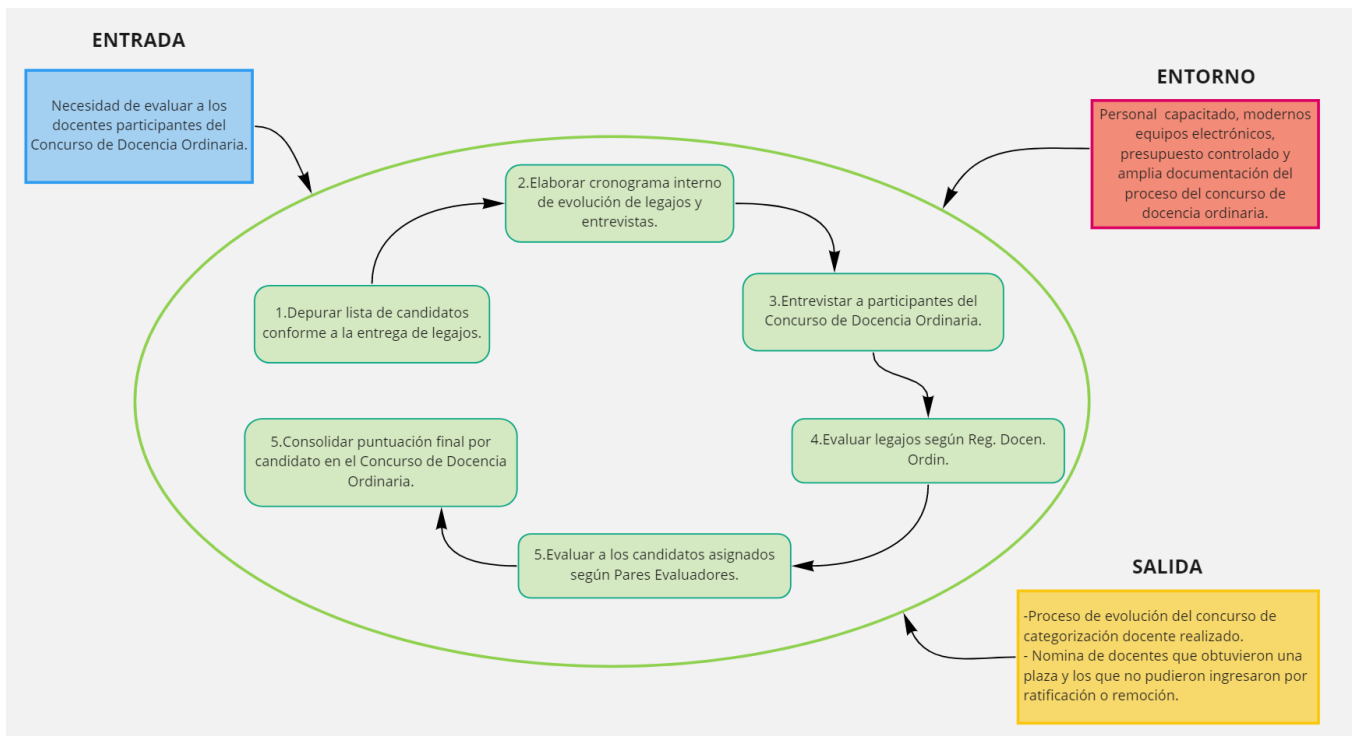 ENTRADA
Necesidad de evaluar a los
docentes participantes del
Concurso de Docencia Ordinaria.
ENTORNO
Personal capacitado, modernos
equipos electrónicos,
presupuesto controlado y
amplia documentación del
proceso del concurso de
docencia ordinaria.
1.Depurar lista de candidatos
conforme a la entrega de legajos.
2.Elaborar cronograma interno
de evolución de legajos y
entrevistas.
3.Entrevistar a participantes del
Concurso de Docencia Ordinaria.
4.Evaluar legajos según Reg. Docen.
Ordin.
5.Evaluar a los candidatos asignados
según Pares Evaluadores.
5.Consolidar puntuación final por
candidato en el Concurso de Docencia
Ordinaria.
SALIDA
-Proceso de evolución del concurso de
categorización docente realizado.
- Nomina de docentes que obtuvieron una
plaza y los que no pudieron ingresaron por
ratificación o remoción.